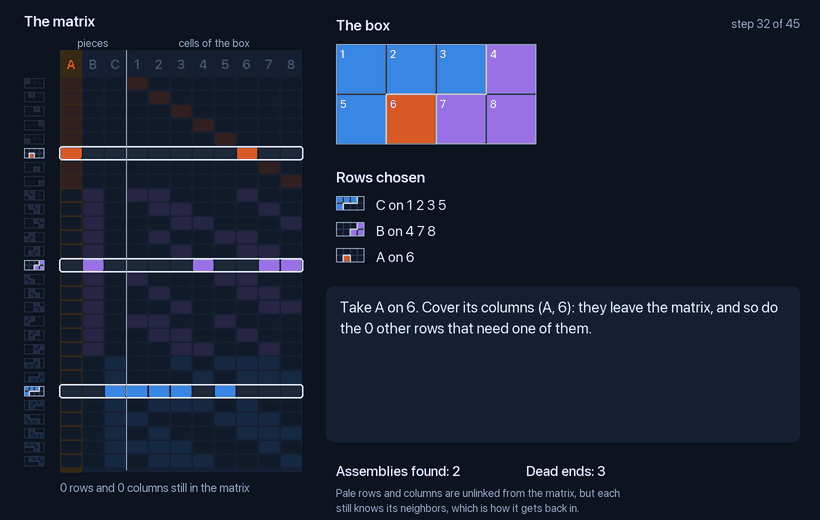 The matrix
pieces cells of the box
A B C 1 2 3 4 5 6 7 8
0 rows and 0 columns still in the matrix
The box
step 32 of 45
1 2 3 4
5 6 7 8
Rows chosen
C on 1 2 3 5
B on 4 7 8
A on 6
Take A on 6. Cover its columns (A, 6): they leave the matrix, and so do
the 0 other rows that need one of them.
Assemblies found: 2 Dead ends: 3
Pale rows and columns are unlinked from the matrix, but each
still knows its neighbors, which is how it gets back in.